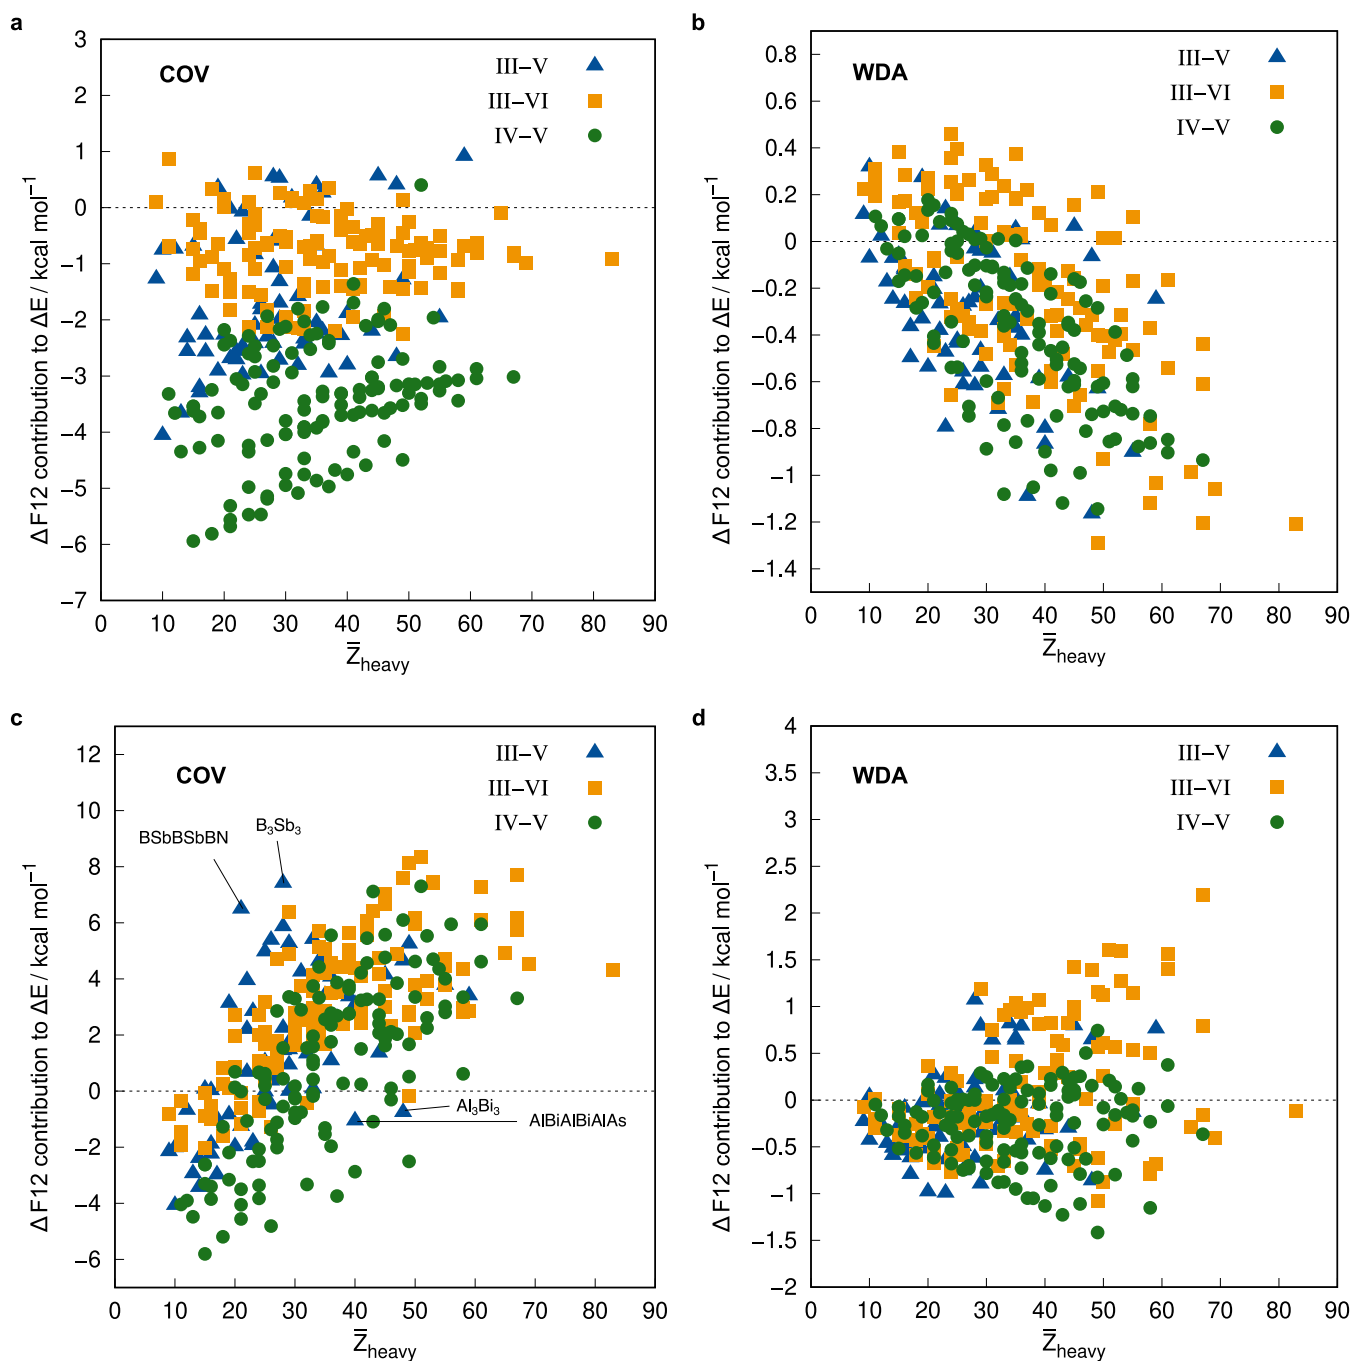 a
COV
III–V
III–VI
IV–V
3
2
1
0
−1
−2
−3
−4
−5
−6
−7
0 10 20 30 40 50 60 70 80 90
Δ F12 contribution to ΔE / kcal mol⁻¹
Z̅heavy
b
WDA
III–V
III–VI
IV–V
0.8
0.6
0.4
0.2
0
−0.2
−0.4
−0.6
−0.8
−1
−1.2
−1.4
0 10 20 30 40 50 60 70 80 90
Δ F12 contribution to ΔE / kcal mol⁻¹
Z̅heavy
c
COV
III–V
III–VI
IV–V
BSbBSbBN
B₃Sb₃
Al₃Bi₃
AlBiAlBiAlAs
12
10
8
6
4
2
0
−2
−4
−6
0 10 20 30 40 50 60 70 80 90
Δ F12 contribution to ΔE / kcal mol⁻¹
Z̅heavy
d
WDA
III–V
III–VI
IV–V
4
3.5
3
2.5
2
1.5
1
0.5
0
−0.5
−1
−1.5
−2
0 10 20 30 40 50 60 70 80 90
Δ F12 contribution to ΔE / kcal mol⁻¹
Z̅heavy